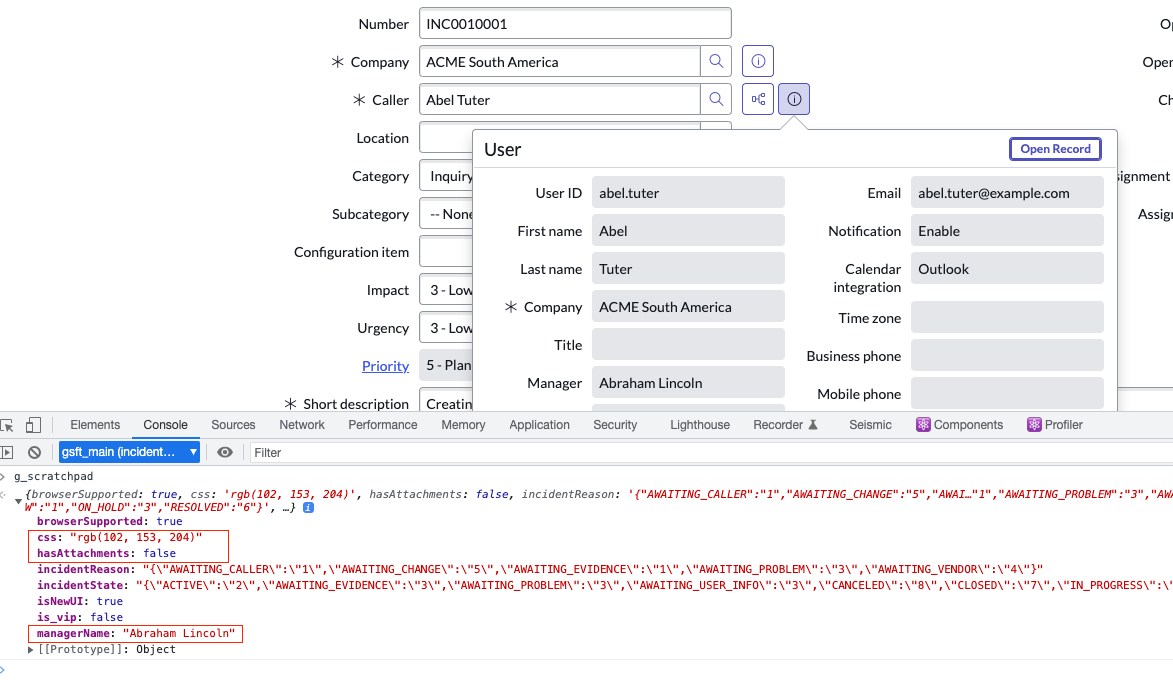 Number INC0010001 Op
Company ACME South America Oper
Caller Abel Tuter Ch
Location
User Open Record
Category Inquiry ignment
User ID abel.tuter Email abel.tuter@example.com
Subcategory -- None Assig
First name Abel Notification Enable
Configuration item
Last name Tuter Calendar integration Outlook
Impact 3 - Low
Company ACME South America Time zone
Urgency 3 - Low
Title Business phone
Priority 5 - Plan
Manager Abraham Lincoln Mobile phone
Short description Creatin
Elements Console Sources Network Performance Memory Application Security Lighthouse Recorder Seismic Components Profiler
gsft_main (incident... ▼ Filter
> g_scratchpad
{browserSupported: true, css: 'rgb(102, 153, 204)', hasAttachments: false, incidentReason: '{"AWAITING_CALLER":"1","AWAITING_CHANGE":"5","AWAI…"1","AWAITING_PROBLEM":"3","AWA
W":"1","ON_HOLD":"3","RESOLVED":"6"}', …} i
browserSupported: true
css: "rgb(102, 153, 204)"
hasAttachments: false
incidentReason: "{\"AWAITING_CALLER\":\"1\",\"AWAITING_CHANGE\":\"5\",\"AWAITING_EVIDENCE\":\"1\",\"AWAITING_PROBLEM\":\"3\",\"AWAITING_VENDOR\":\"4\"}"
incidentState: "{\"ACTIVE\":\"2\",\"AWAITING_EVIDENCE\":\"3\",\"AWAITING_PROBLEM\":\"3\",\"AWAITING_USER_INFO\":\"3\",\"CANCELED\":\"8\",\"CLOSED\":\"7\",\"IN_PROGRESS\":\"
isNewUI: true
is_vip: false
managerName: "Abraham Lincoln"
[[Prototype]]: Object